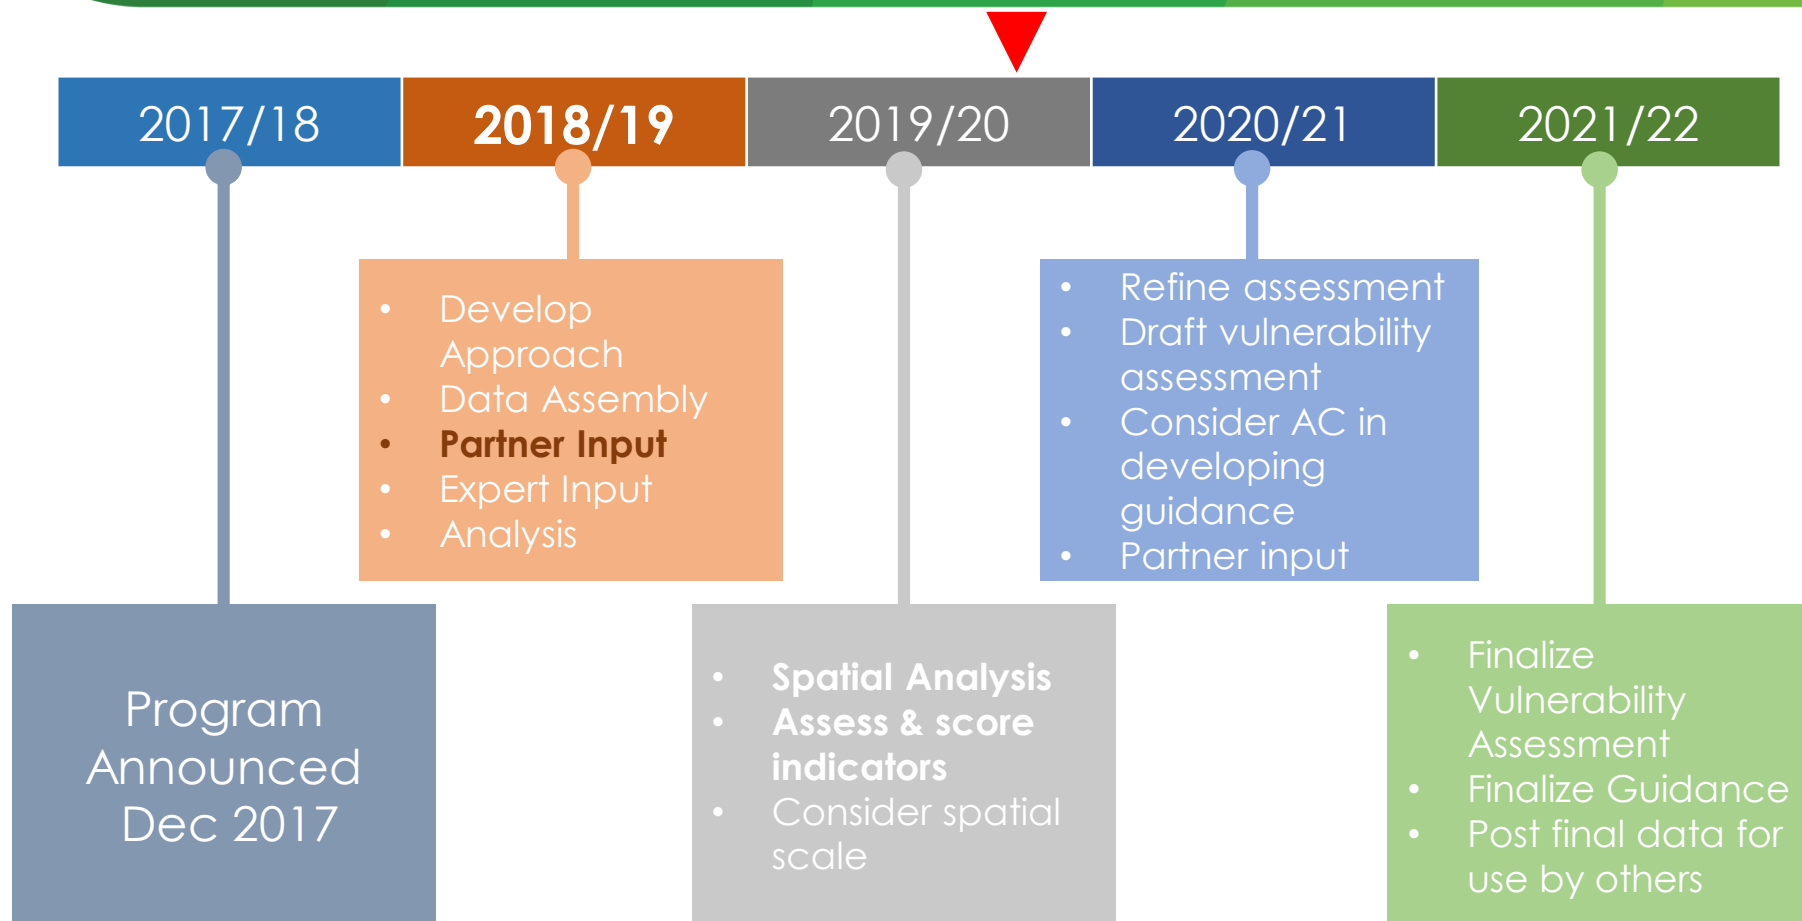 2017/18
2018/19
2019/20
2020/21
2021/22
Program
Announced
Dec 2017
• Develop
Approach
• Data Assembly
• Partner Input
• Expert Input
• Analysis
• Spatial Analysis
• Assess & score
indicators
• Consider spatial
scale
• Refine assessment
• Draft vulnerability
assessment
• Consider AC in
developing
guidance
• Partner input
• Finalize
Vulnerability
Assessment
• Finalize Guidance
• Post final data for
use by others